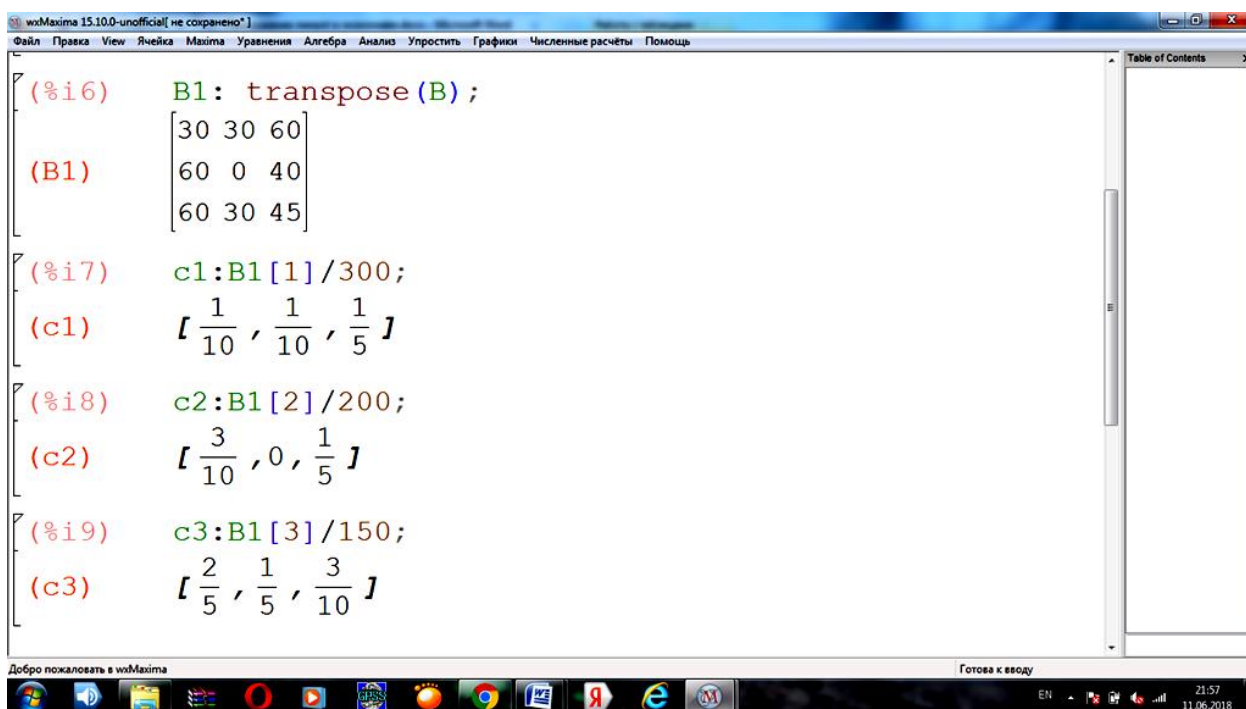 wxMaxima 15.10.0-unofficial[ не сохранено* ]
Файл Правка View Ячейка Maxima Уравнения Алгебра Анализ Упростить Графики Численные расчёты Помощь
Table of Contents
(%i6) B1: transpose(B);
(B1)
30 30 60
60 0 40
60 30 45
(%i7) c1:B1[1]/300;
(c1) [ 1/10 , 1/10 , 1/5 ]
(%i8) c2:B1[2]/200;
(c2) [ 3/10 ,0, 1/5 ]
(%i9) c3:B1[3]/150;
(c3) [ 2/5 , 1/5 , 3/10 ]
Добро пожаловать в wxMaxima
Готова к вводу
GPSS
W
Я
M
EN
21:57
11.06.2018